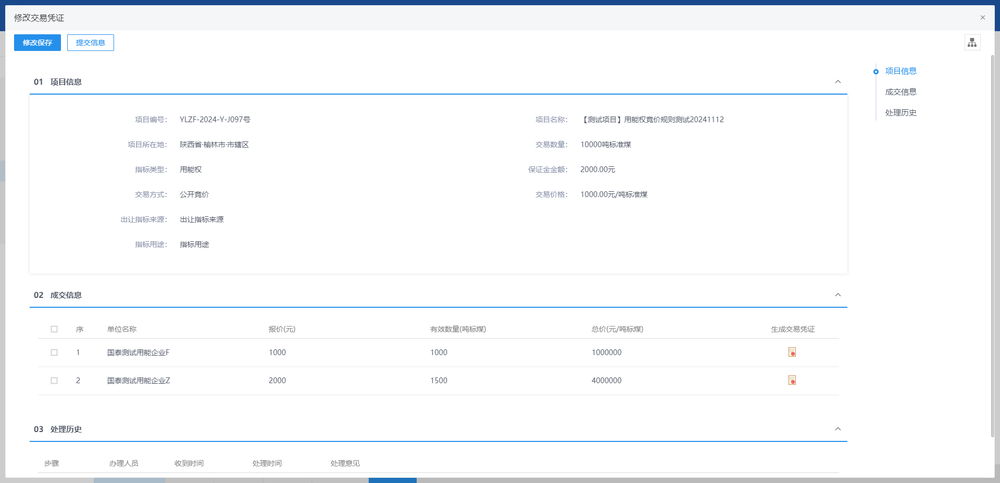 修改交易凭证
修改保存 提交信息
项目信息
成交信息
处理历史
01 项目信息
项目编号： YLZF-2024-Y-J097号 项目名称： 【测试项目】用能权竞价规则测试20241112
项目所在地： 陕西省·榆林市·市辖区 交易数量： 10000吨标准煤
指标类型： 用能权 保证金金额： 2000.00元
交易方式： 公开竞价 交易价格： 1000.00元/吨标准煤
出让指标来源： 出让指标来源
指标用途： 指标用途
02 成交信息
序 单位名称 报价(元) 有效数量(吨标煤) 总价(元/吨标煤) 生成交易凭证
1 国泰测试用能企业F 1000 1000 1000000
2 国泰测试用能企业Z 2000 1500 4000000
03 处理历史
步骤 办理人员 收到时间 处理时间 处理意见